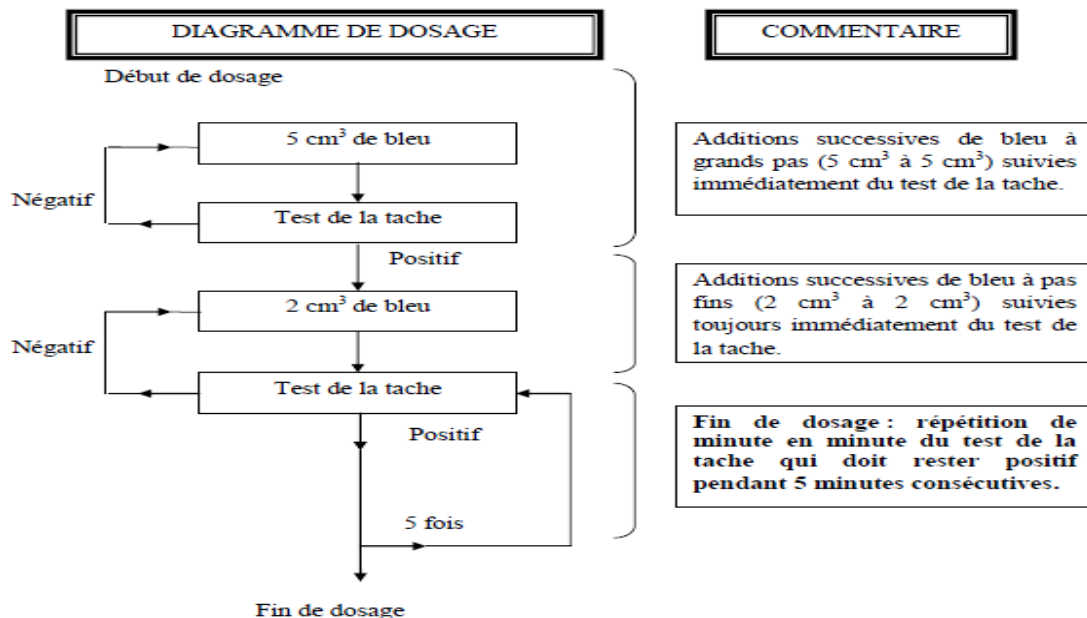 DIAGRAMME DE DOSAGE
COMMENTAIRE
Début de dosage
5 cm³ de bleu
Négatif
Test de la tache
Positif
Additions successives de bleu à
grands pas (5 cm³ à 5 cm³) suivies
immédiatement du test de la tache.
2 cm³ de bleu
Négatif
Test de la tache
Positif
Additions successives de bleu à pas
fins (2 cm³ à 2 cm³) suivies
toujours immédiatement du test de
la tache.
5 fois
Fin de dosage
Fin de dosage : répétition de
minute en minute du test de la
tache qui doit rester positif
pendant 5 minutes consécutives.